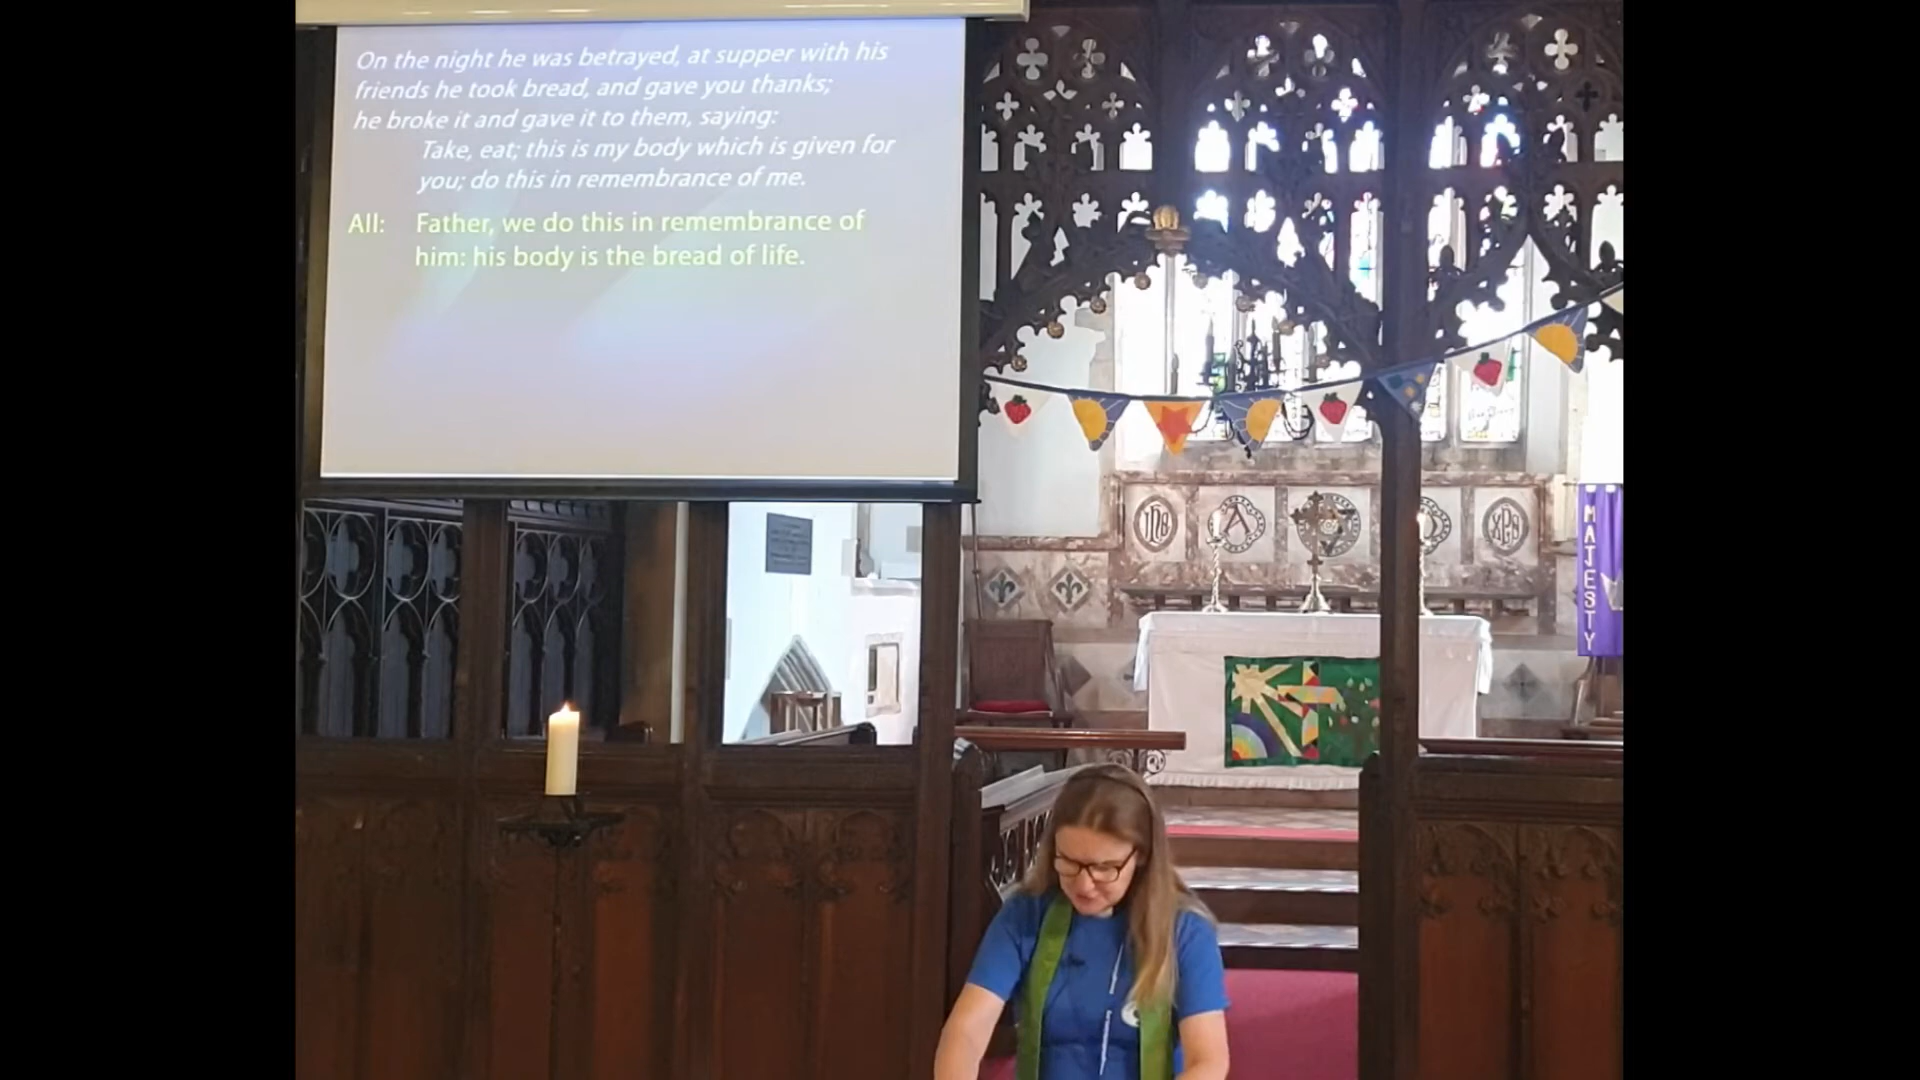 On the night he was betrayed, at supper with his
friends he took bread, and gave you thanks;
he broke it and gave it to them, saying:
Take, eat; this is my body which is given for
you; do this in remembrance of me.
All: Father, we do this in remembrance of
him: his body is the bread of life.
IHS
A
XPS
MAJESTY